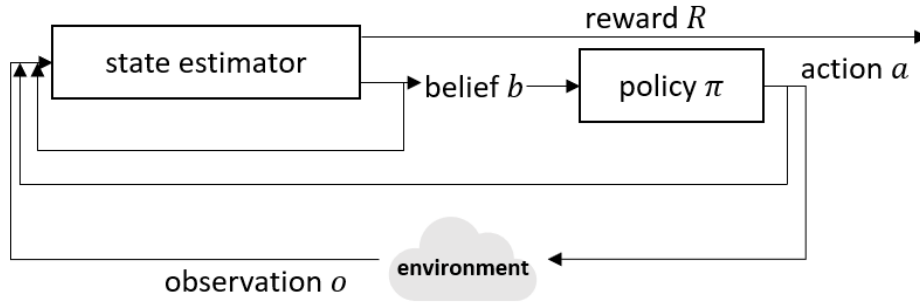 reward R
state estimator
belief b
policy π
action a
environment
observation o